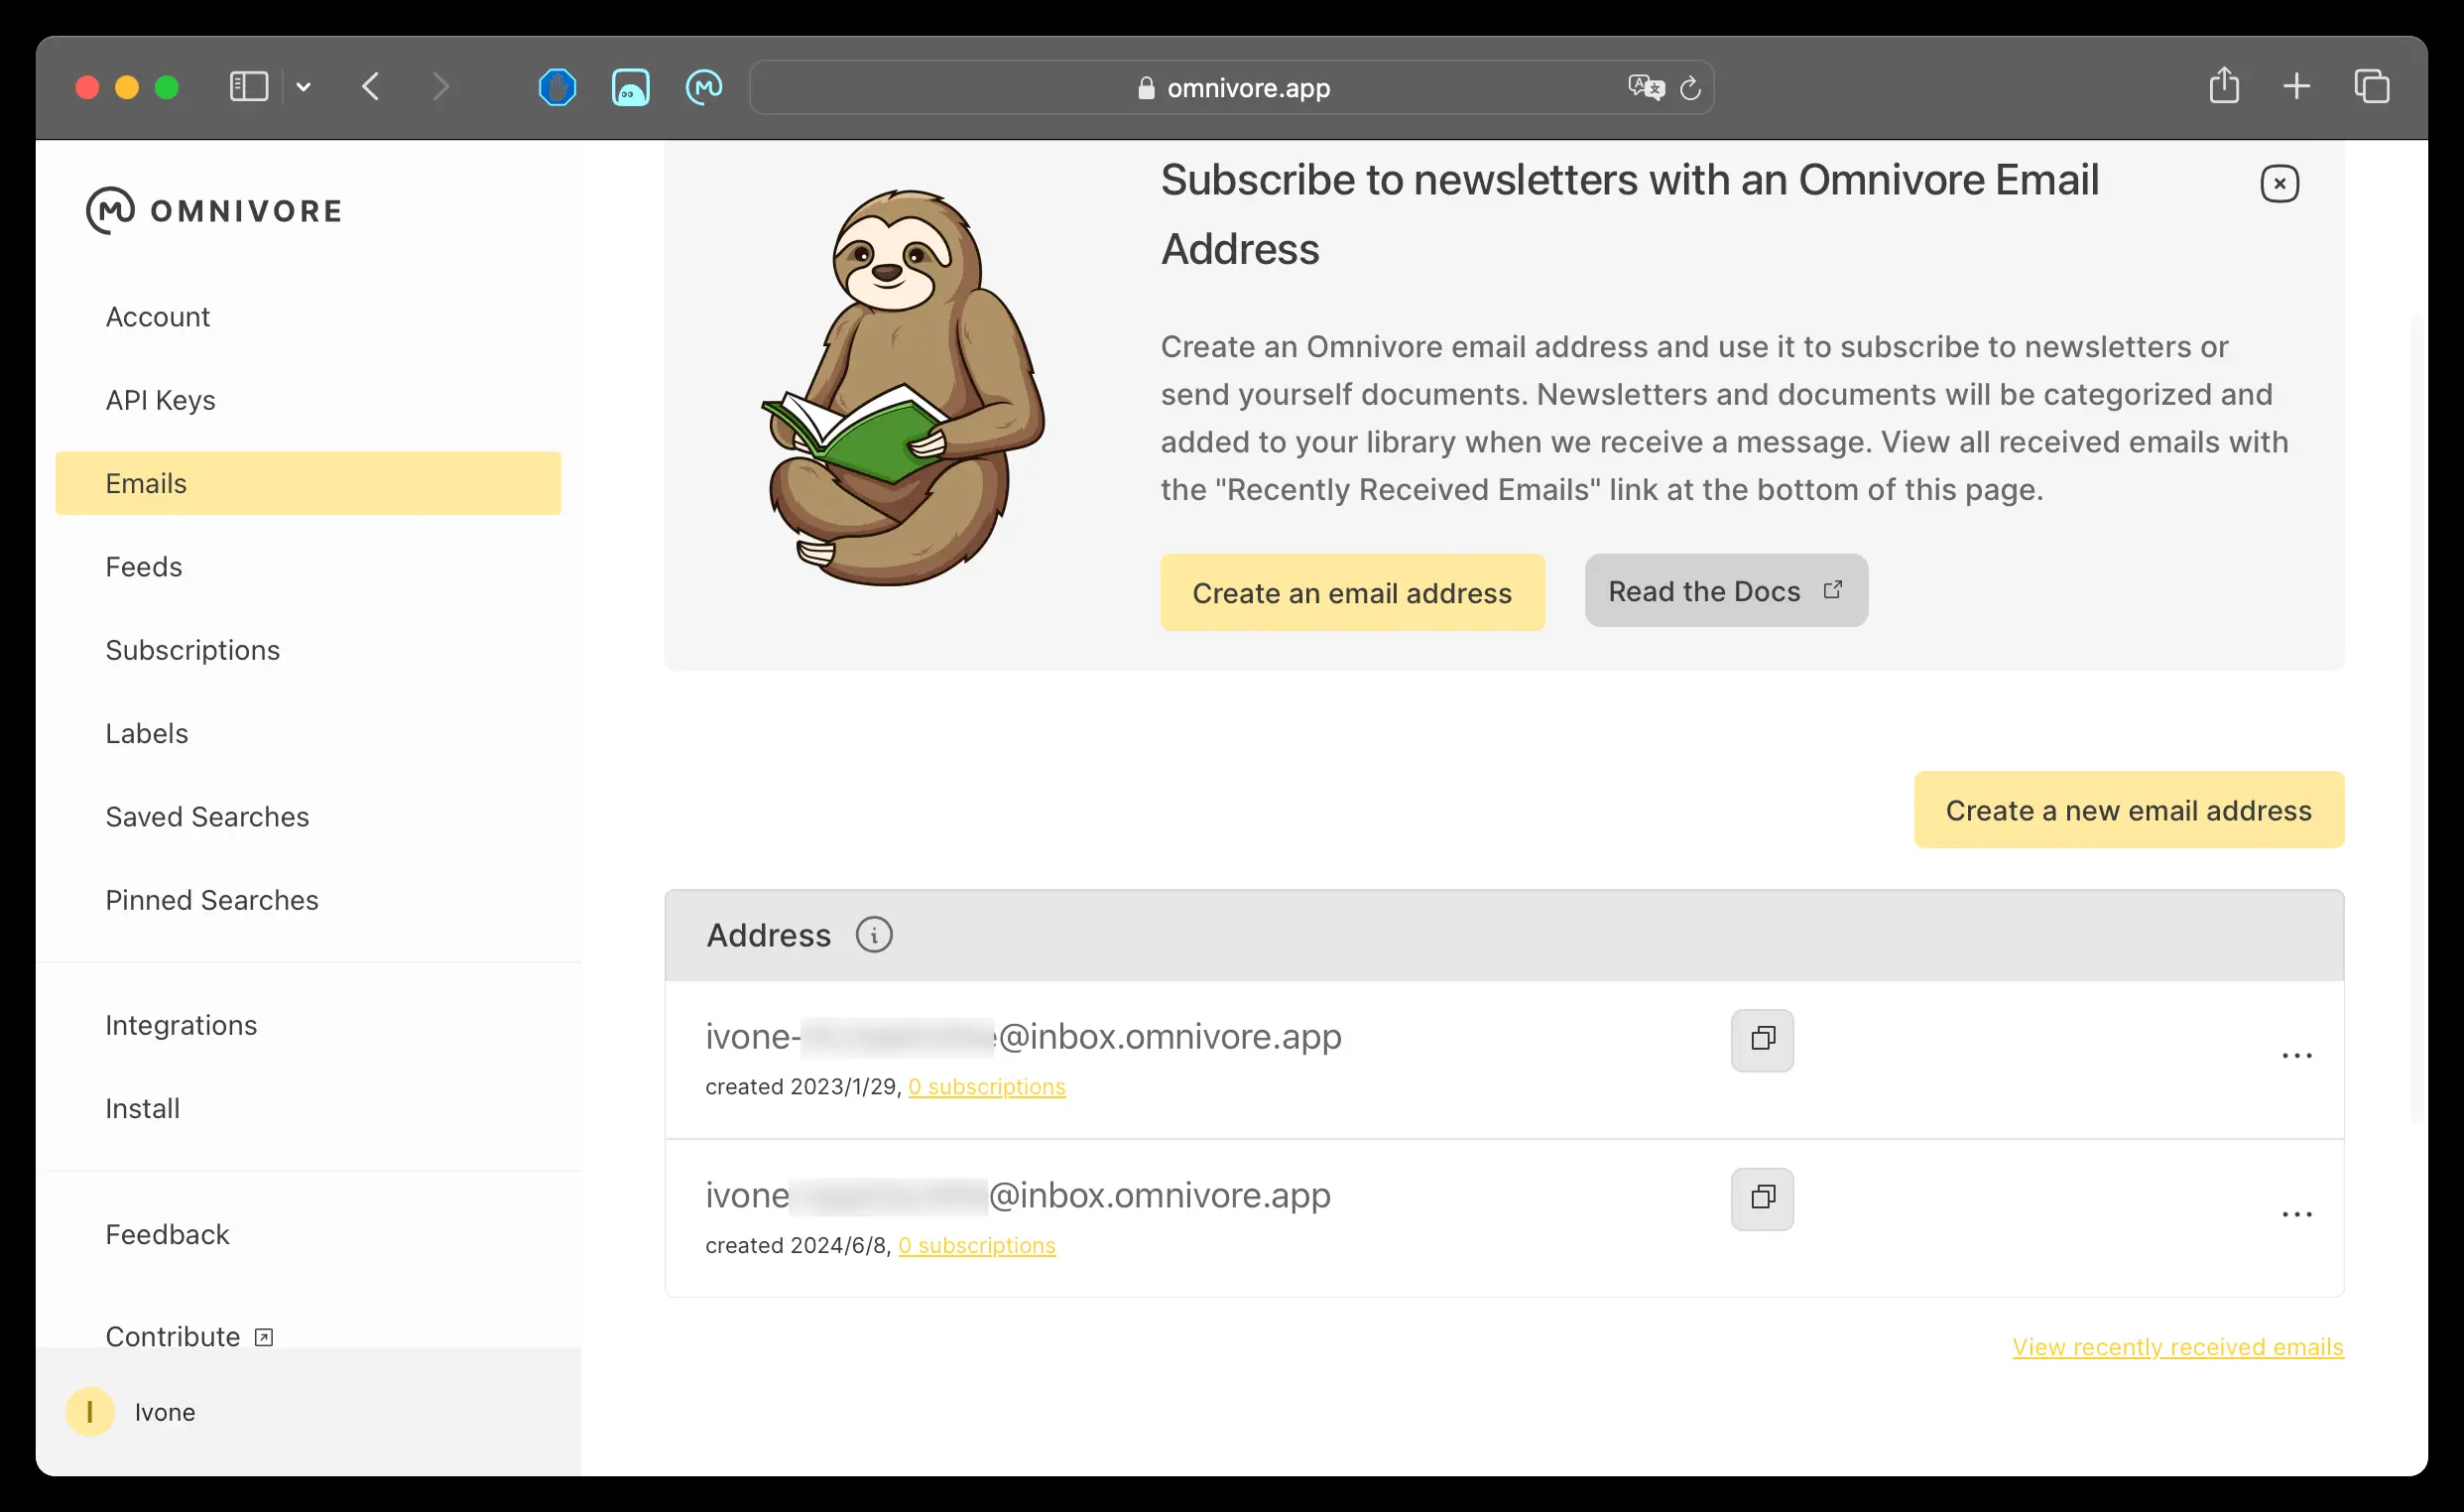 omnivore.app
OMNIVORE
Account
API Keys
Emails
Feeds
Subscriptions
Labels
Saved Searches
Pinned Searches
Integrations
Install
Feedback
Contribute
I
Ivone
Subscribe to newsletters with an Omnivore Email
Address
Create an Omnivore email address and use it to subscribe to newsletters or
send yourself documents. Newsletters and documents will be categorized and
added to your library when we receive a message. View all received emails with
the "Recently Received Emails" link at the bottom of this page.
Create an email address
Read the Docs
Create a new email address
Address
ivone- @inbox.omnivore.app
created 2023/1/29, 0 subscriptions
ivone @inbox.omnivore.app
created 2024/6/8, 0 subscriptions
View recently received emails